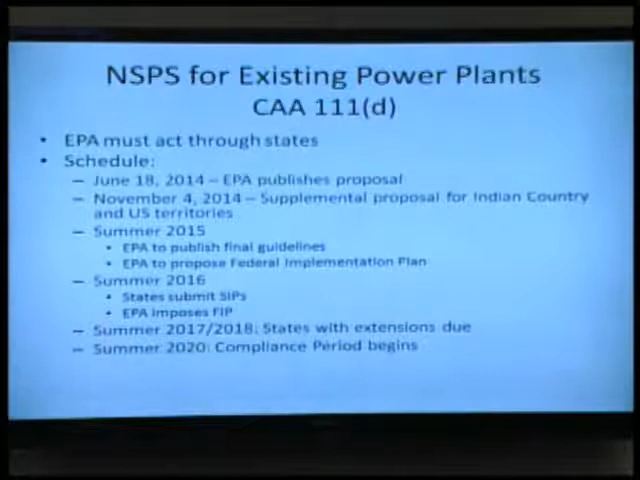 NSPS for Existing Power Plants
CAA 111(d)
• EPA must act through states
• Schedule:
– June 18, 2014 – EPA publishes proposal
– November 4, 2014 – Supplemental proposal for Indian Country
and US territories
– Summer 2015
• EPA to publish final guidelines
• EPA to propose Federal Implementation Plan
– Summer 2016
• States submit SIPs
• EPA imposes FIP
– Summer 2017/2018: States with extensions due
– Summer 2020: Compliance Period begins